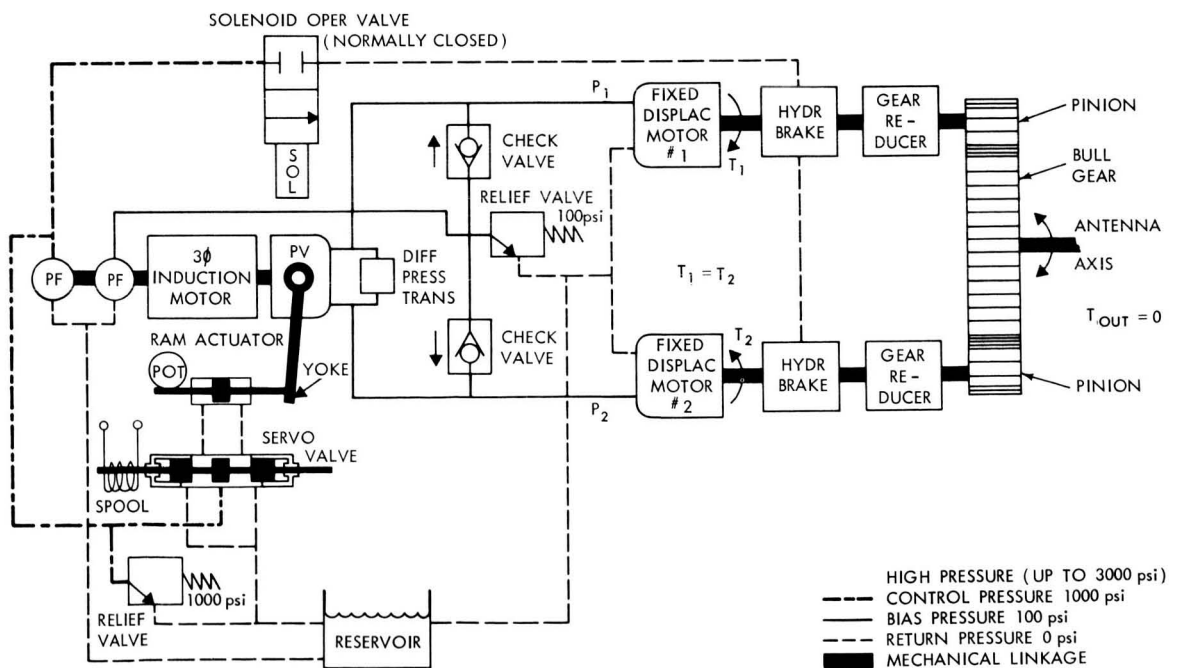 SOLENOID OPER VALVE
(NORMALLY CLOSED)
SOL
P1
FIXED
DISPLAC
MOTOR
#1
T1
HYDR
BRAKE
GEAR
RE-
DUCER
PINION
BULL
GEAR
CHECK
VALVE
RELIEF VALVE
100psi
ANTENNA
AXIS
PF
PF
3Ø
INDUCTION
MOTOR
PV
DIFF
PRESS
TRANS
T1 = T2
TOUT = 0
RAM ACTUATOR
POT
YOKE
CHECK
VALVE
FIXED
DISPLAC
MOTOR
#2
T2
HYDR
BRAKE
GEAR
RE-
DUCER
PINION
P2
SERVO
VALVE
SPOOL
1000 psi
RELIEF
VALVE
RESERVOIR
HIGH PRESSURE (UP TO 3000 psi)
CONTROL PRESSURE 1000 psi
BIAS PRESSURE 100 psi
RETURN PRESSURE 0 psi
MECHANICAL LINKAGE